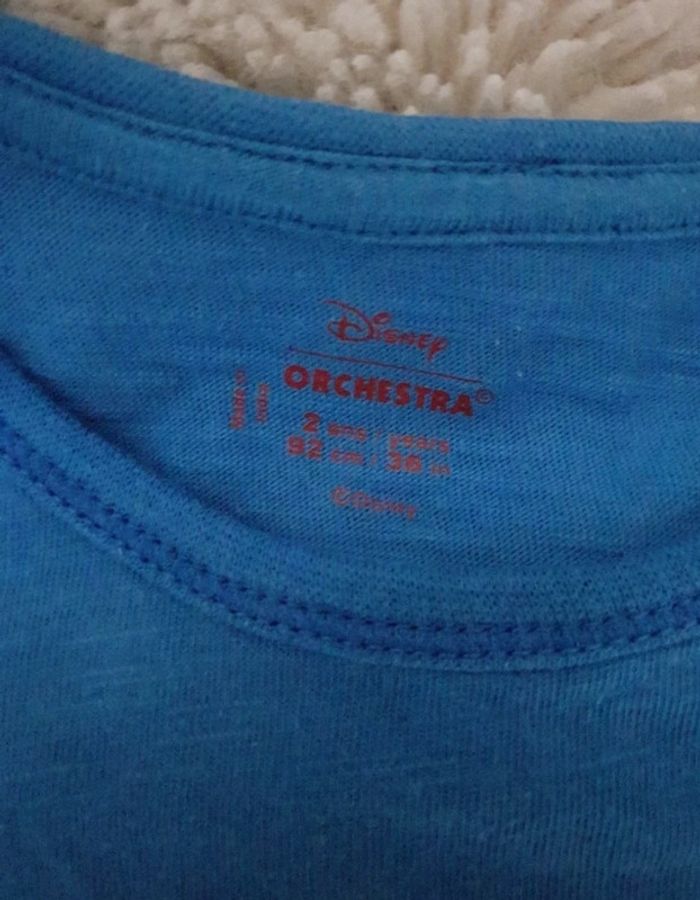 Disney
ORCHESTRA®
2 ans / years
92 cm / 36 in
©Disney